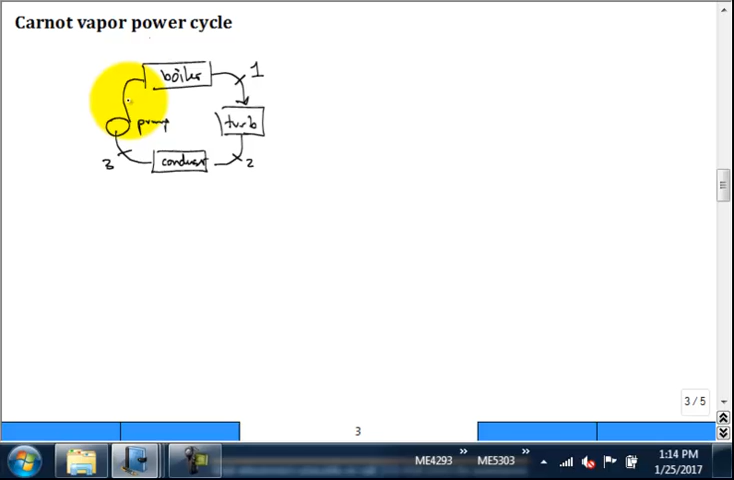 Carnot vapor power cycle
boiler
1
pump
turb
3
2
3 / 5
3
ME4293 »
ME5303 »
1:14 PM
1/25/2017